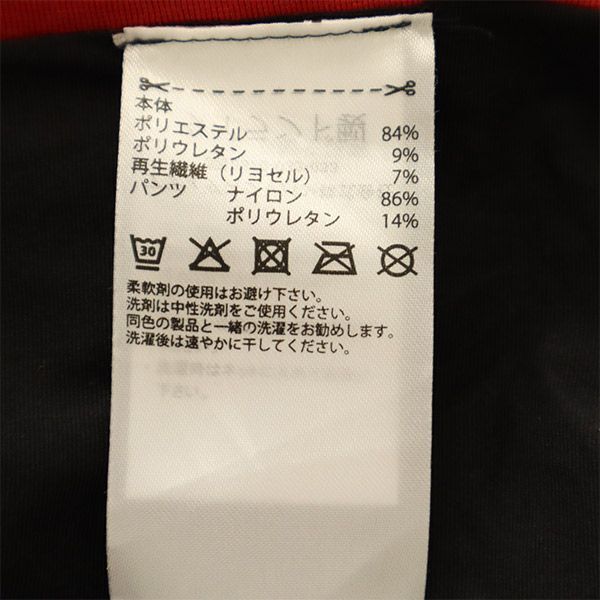 本体
ポリエステル 84%
ポリウレタン 9%
再生繊維（リヨセル） 7%
パンツ ナイロン 86%
ポリウレタン 14%
30
柔軟剤の使用はお避け下さい。
洗剤は中性洗剤をご使用ください。
同色の製品と一緒の洗濯をお勧めします。
洗濯後は速やかに干してください。